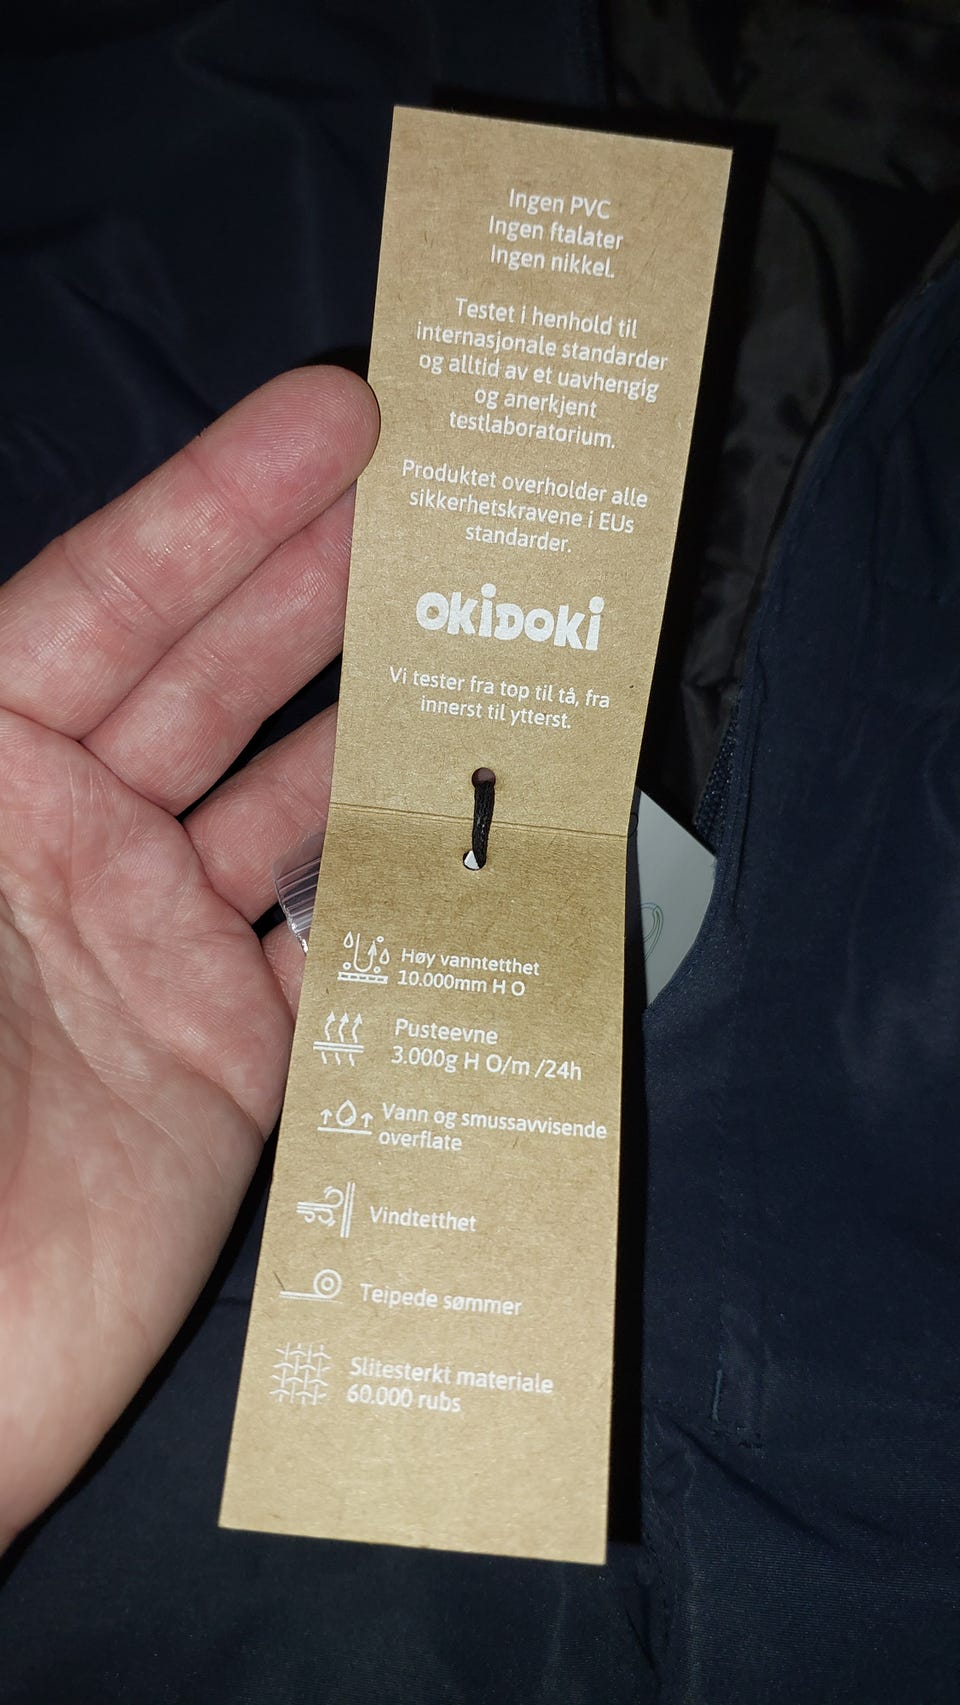 Ingen PVC
Ingen ftalater
Ingen nikkel.
Testet i henhold til
internasjonale standarder
og alltid av et uavhengig
og anerkjent
testlaboratorium.
Produktet overholder alle
sikkerhetskravene i EUs
standarder.
OKIDOKI
Vi tester fra top til tå, fra
innerst til ytterst.
Høy vanntetthet
10.000mm H O
Pusteevne
3.000g H O/m /24h
Vann og smussavvisende
overflate
Vindtetthet
Teipede sømmer
Slitesterkt materiale
60.000 rubs